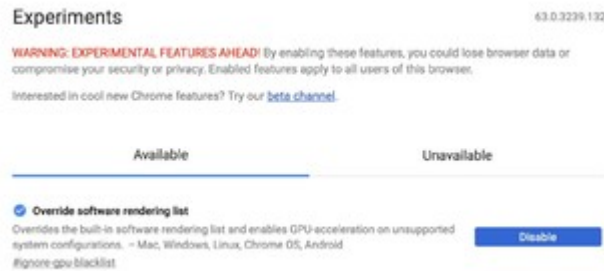 Experiments
63.0.3239.132
WARNING: EXPERIMENTAL FEATURES AHEAD! By enabling these features, you could lose browser data or
compromise your security or privacy. Enabled features apply to all users of this browser.
Interested in cool new Chrome features? Try our beta channel.
Available
Unavailable
Override software rendering list
Overrides the built-in software rendering list and enables GPU-acceleration on unsupported
system configurations. – Mac, Windows, Linux, Chrome OS, Android
#ignore-gpu-blacklist
Disable